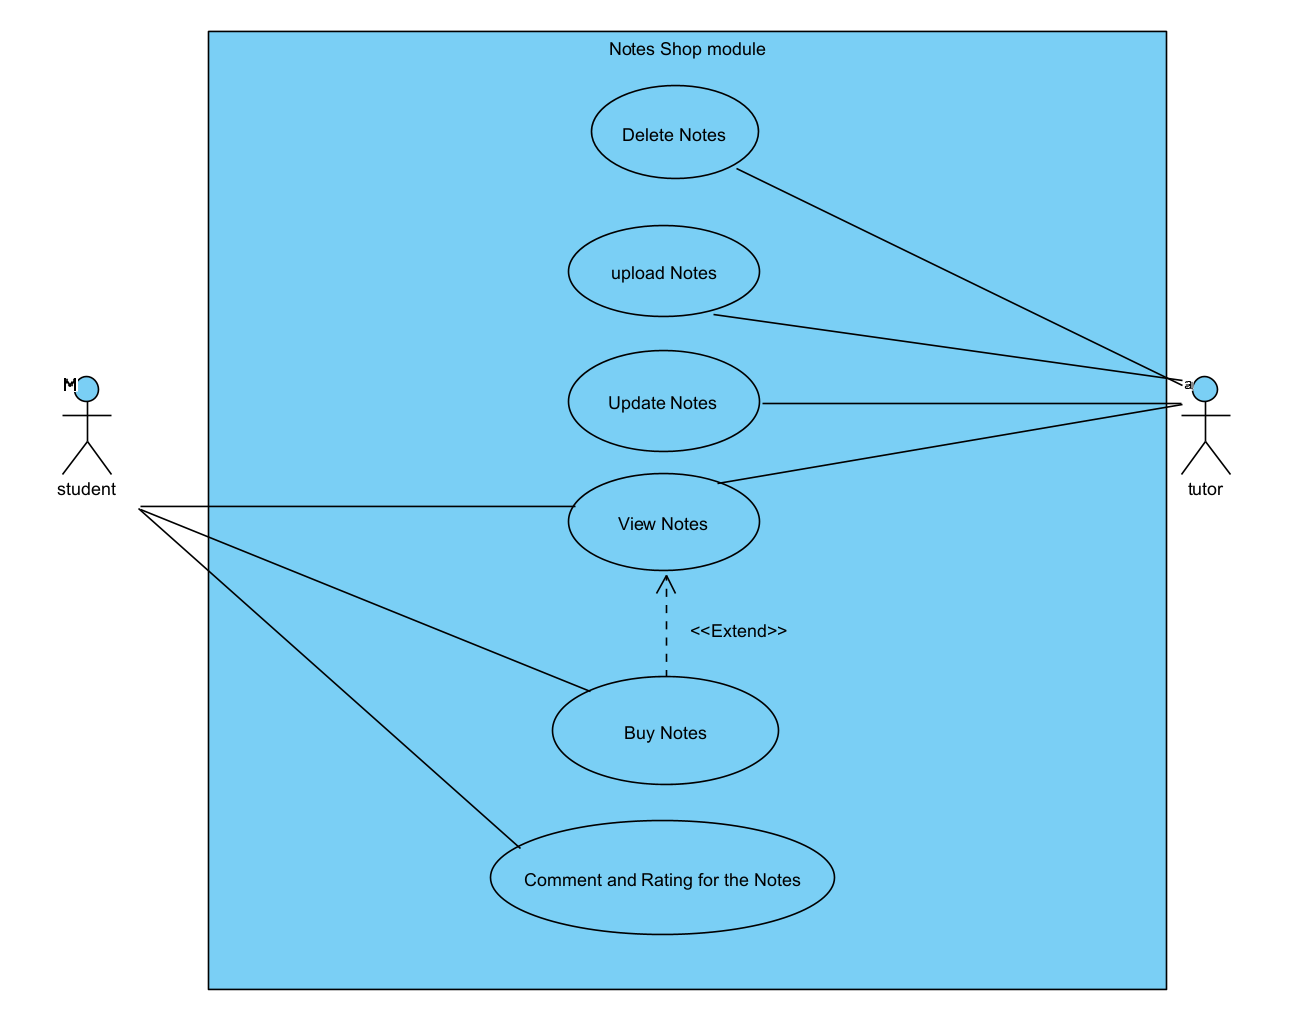 Notes Shop module
Delete Notes
upload Notes
Update Notes
M
student
a
tutor
View Notes
<<Extend>>
Buy Notes
Comment and Rating for the Notes